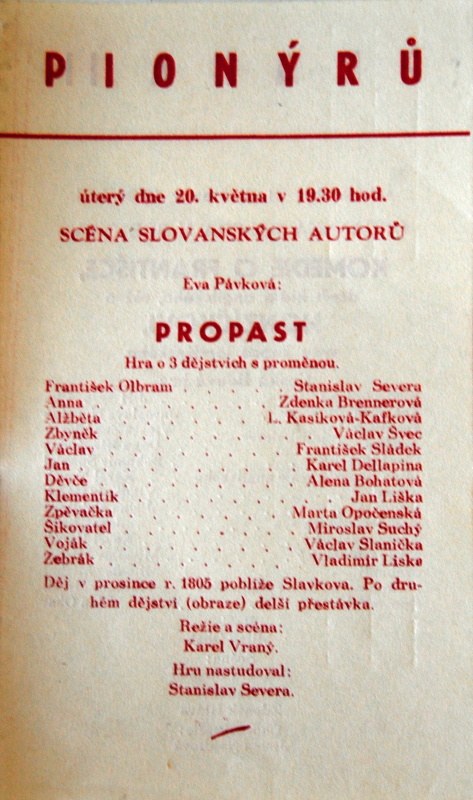 PIONÝRŮ
úterý dne 20. května v 19.30 hod.
SCÉNA SLOVANSKÝCH AUTORŮ
Eva Pávková:
PROPAST
Hra o 3 dějstvích s proměnou.
František Olbram . . . . . . Stanislav Severa
Anna . . . . . . Zdenka Brennerová
Alžběta . . . . . . L. Kasíková-Kafková
Zbyněk . . . . . . Václav Švec
Václav . . . . . . František Sládek
Jan . . . . . . Karel Dellapina
Děvče . . . . . . Alena Bohatová
Klementík . . . . . . Jan Liška
Zpěvačka . . . . . . Marta Opočenská
Šikovatel . . . . . . Miroslav Suchý
Voják . . . . . . Václav Slanička
Žebrák . . . . . . Vladimír Liske
Děj v prosince r. 1805 poblíže Slavkova. Po dru-
hém dějství (obraze) delší přestávka.
Režie a scéna:
Karel Vraný.
Hru nastudoval:
Stanislav Severa.